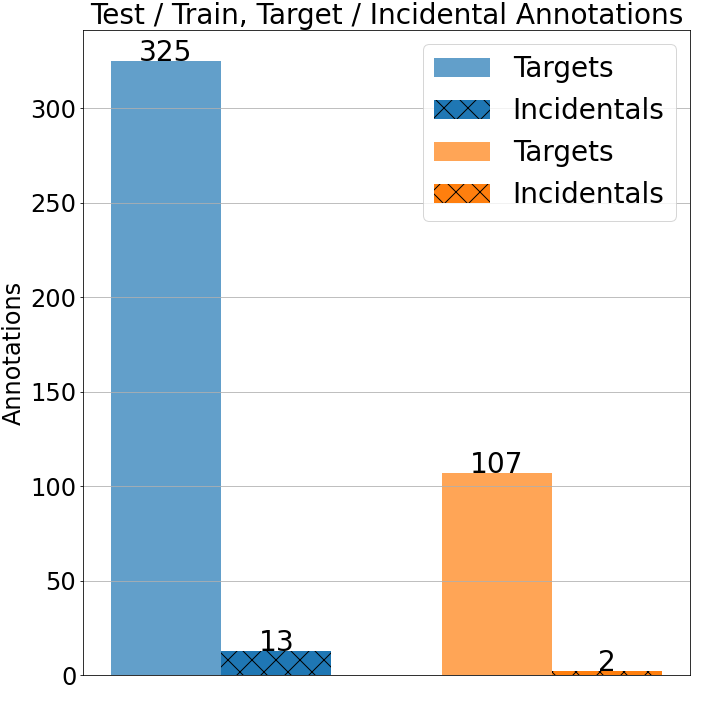 Test / Train, Target / Incidental Annotations
325
Targets
Incidentals
Targets
Incidentals
300
250
200
150
100
50
0
Annotations
107
13
2